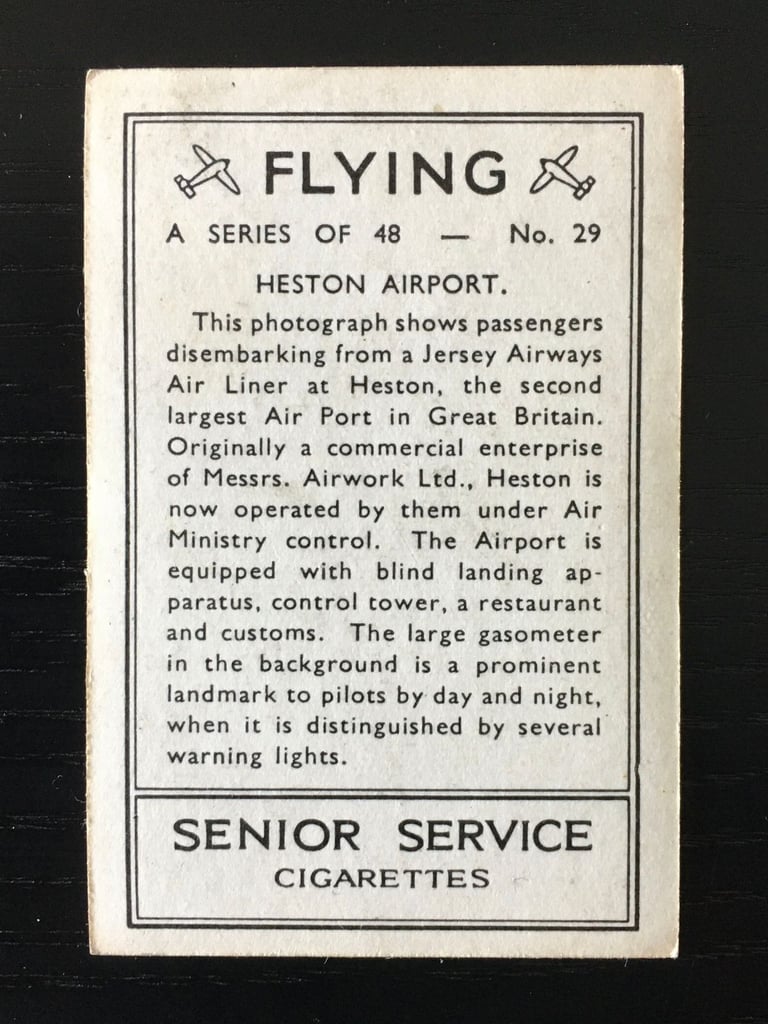 FLYING
A SERIES OF 48 — No. 29
HESTON AIRPORT.
This photograph shows passengers
disembarking from a Jersey Airways
Air Liner at Heston, the second
largest Air Port in Great Britain.
Originally a commercial enterprise
of Messrs. Airwork Ltd., Heston is
now operated by them under Air
Ministry control. The Airport is
equipped with blind landing ap-
paratus, control tower, a restaurant
and customs. The large gasometer
in the background is a prominent
landmark to pilots by day and night,
when it is distinguished by several
warning lights.
SENIOR SERVICE
CIGARETTES